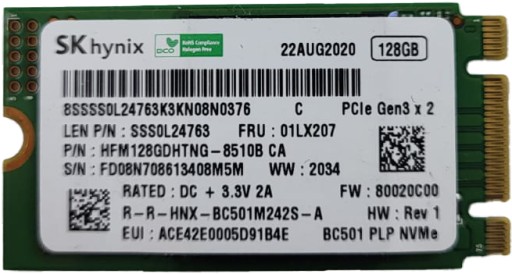 SK hynix ECO RoHS Compliance Halogen Free 22AUG2020 128GB
8SSSS0L24763K3KN08N0376 C PCIe Gen3 x 2
LEN P/N : SSS0L24763 FRU : 01LX207
P/N : HFM128GDHTNG-8510B CA
S/N : FD08N708613408M5M WW : 2034
RATED : DC + 3.3V 2A FW : 80020C00
R-R-HNX-BC501M242S-A HW : Rev 1
EUI : ACE42E0005D91B4E BC501 PLP NVMe